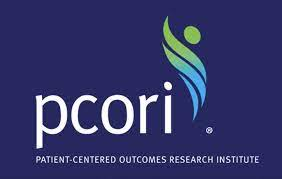 pcori®
PATIENT-CENTERED OUTCOMES RESEARCH INSTITUTE